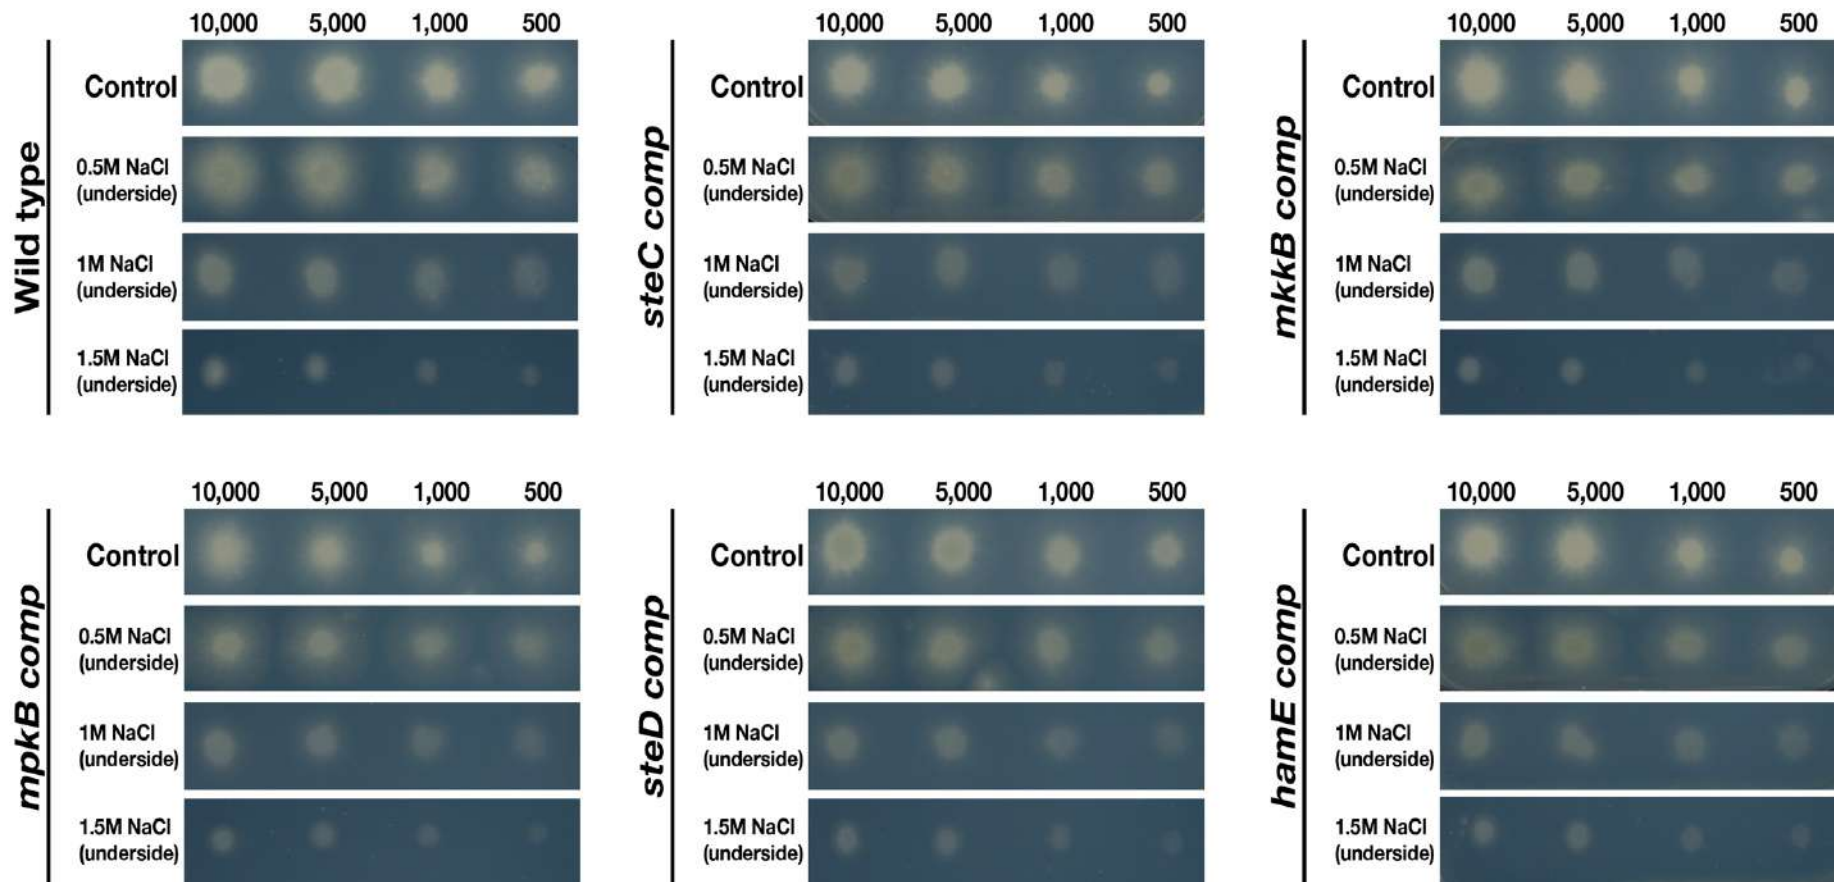 10,000 5,000 1,000 500
Wild type
Control
0.5M NaCl
(underside)
1M NaCl
(underside)
1.5M NaCl
(underside)
10,000 5,000 1,000 500
steC comp
Control
0.5M NaCl
(underside)
1M NaCl
(underside)
1.5M NaCl
(underside)
10,000 5,000 1,000 500
mkkB comp
Control
0.5M NaCl
(underside)
1M NaCl
(underside)
1.5M NaCl
(underside)
10,000 5,000 1,000 500
mpkB comp
Control
0.5M NaCl
(underside)
1M NaCl
(underside)
1.5M NaCl
(underside)
10,000 5,000 1,000 500
steD comp
Control
0.5M NaCl
(underside)
1M NaCl
(underside)
1.5M NaCl
(underside)
10,000 5,000 1,000 500
hamE comp
Control
0.5M NaCl
(underside)
1M NaCl
(underside)
1.5M NaCl
(underside)